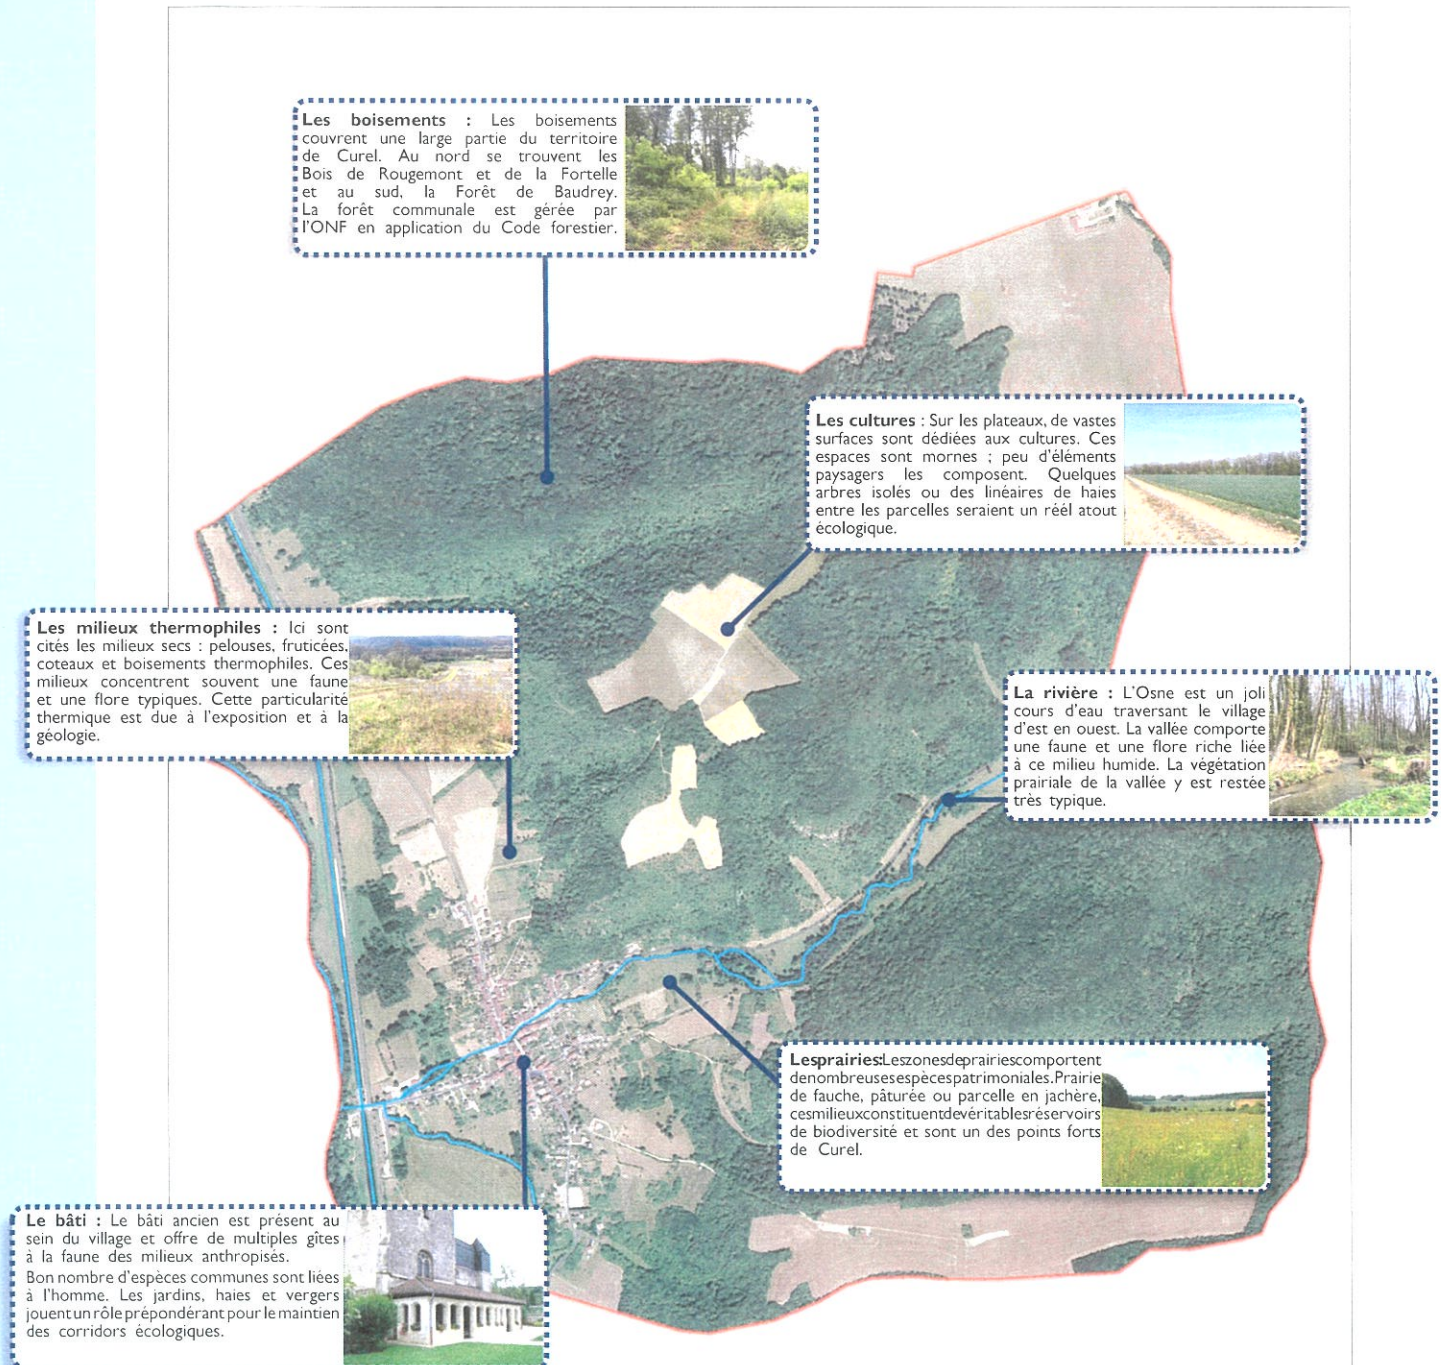 Les boisements : Les boisements
couvrent une large partie du territoire
de Curel. Au nord se trouvent les
Bois de Rougemont et de la Fortelle
et au sud, la Forêt de Baudrey.
La forêt communale est gérée par
l'ONF en application du Code forestier.
Les cultures : Sur les plateaux, de vastes
surfaces sont dédiées aux cultures. Ces
espaces sont mornes ; peu d'éléments
paysagers les composent. Quelques
arbres isolés ou des linéaires de haies
entre les parcelles seraient un réél atout
écologique.
Les milieux thermophiles : Ici sont
cités les milieux secs : pelouses, fruticées,
coteaux et boisements thermophiles. Ces
milieux concentrent souvent une faune
et une flore typiques. Cette particularité
thermique est due à l'exposition et à la
géologie.
La rivière : L'Osne est un joli
cours d'eau traversant le village
d'est en ouest. La vallée comporte
une faune et une flore riche liée
à ce milieu humide. La végétation
prairiale de la vallée y est restée
très typique.
Lesprairies:Leszonesdeprairiescomportent
denombreusesespècespatrimoniales.Prairie
de fauche, pâturée ou parcelle en jachère,
cesmilieuxconstituentdevéritablesréservoirs
de biodiversité et sont un des points forts
de Curel.
Le bâti : Le bâti ancien est présent au
sein du village et offre de multiples gîtes
à la faune des milieux anthropisés.
Bon nombre d'espèces communes sont liées
à l'homme. Les jardins, haies et vergers
jouent un rôle prépondérant pour le maintien
des corridors écologiques.